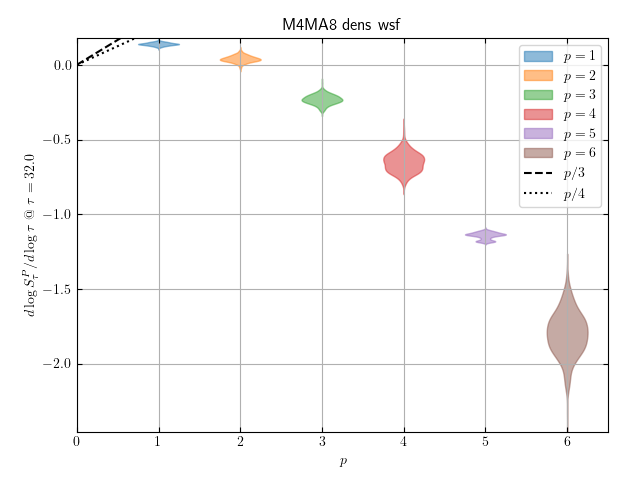 M4MA8 dens wsf
d log S_τ^P / d log τ @ τ = 32.0
0.0
−0.5
−1.0
−1.5
−2.0
0 1 2 3 4 5 6
p
p = 1
p = 2
p = 3
p = 4
p = 5
p = 6
p/3
p/4